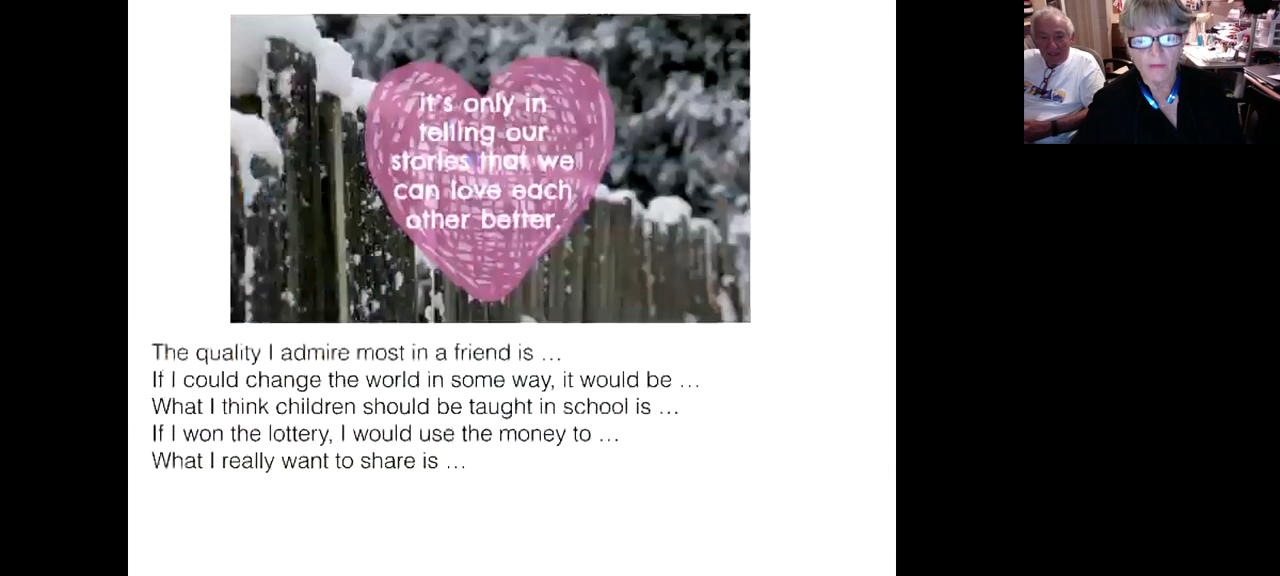 it's only in
telling our
stories that we
can love each
other better.
The quality I admire most in a friend is …
If I could change the world in some way, it would be …
What I think children should be taught in school is …
If I won the lottery, I would use the money to …
What I really want to share is …